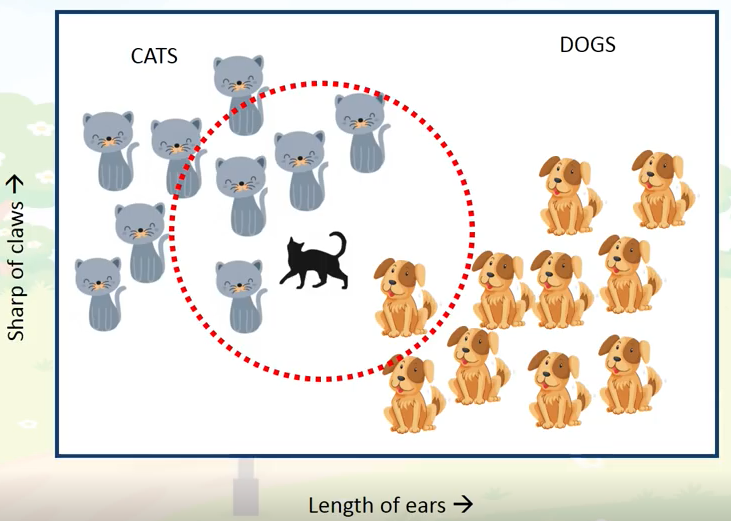 CATS
DOGS
Sharp of claws →
Length of ears →